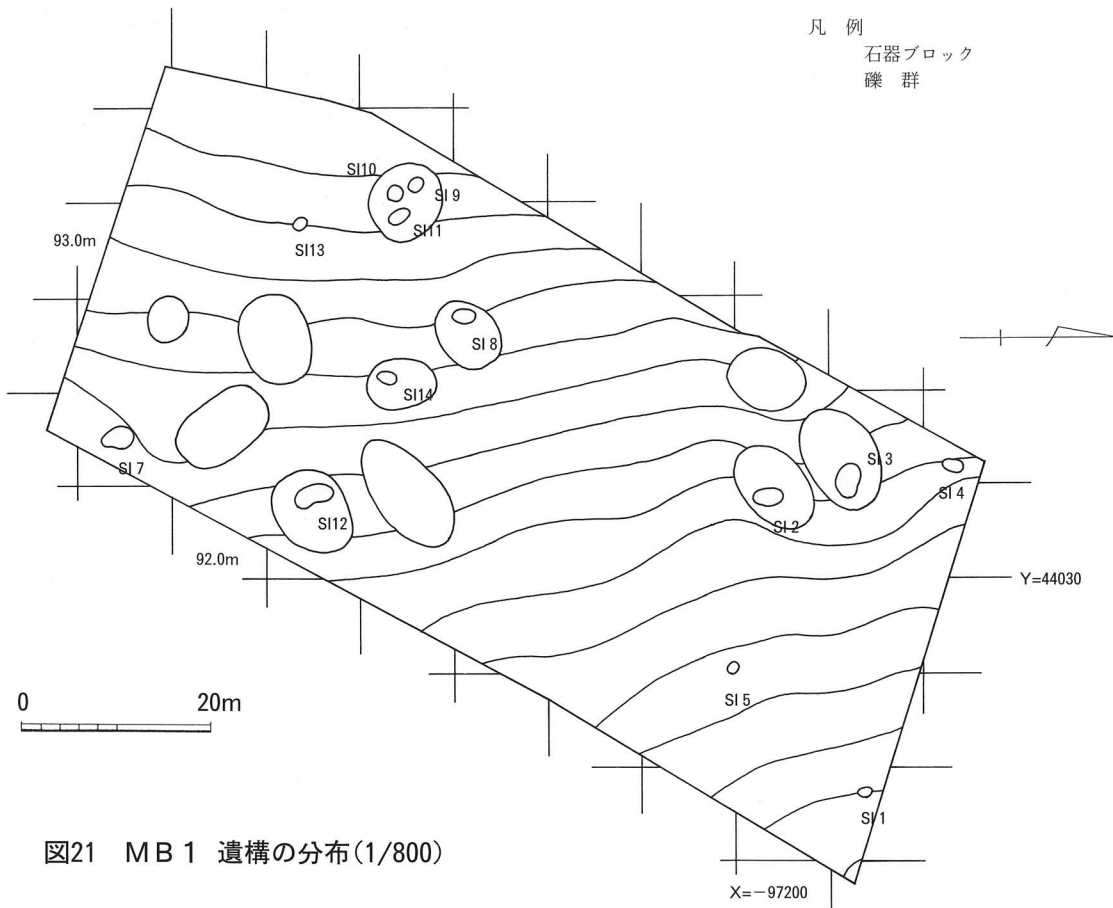 凡 例
石器ブロック
礫 群
SI10
SI 9
SI11
SI13
93.0m
SI 8
SI14
SI 7
SI 3
SI 4
SI12
SI 2
92.0m
Y=44030
SI 5
0 20m
SI 1
図21 ＭＢ１ 遺構の分布(1/800)
X=−97200